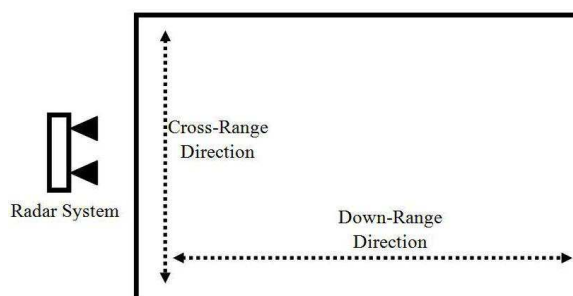 Cross-Range
Direction
Radar System
Down-Range
Direction